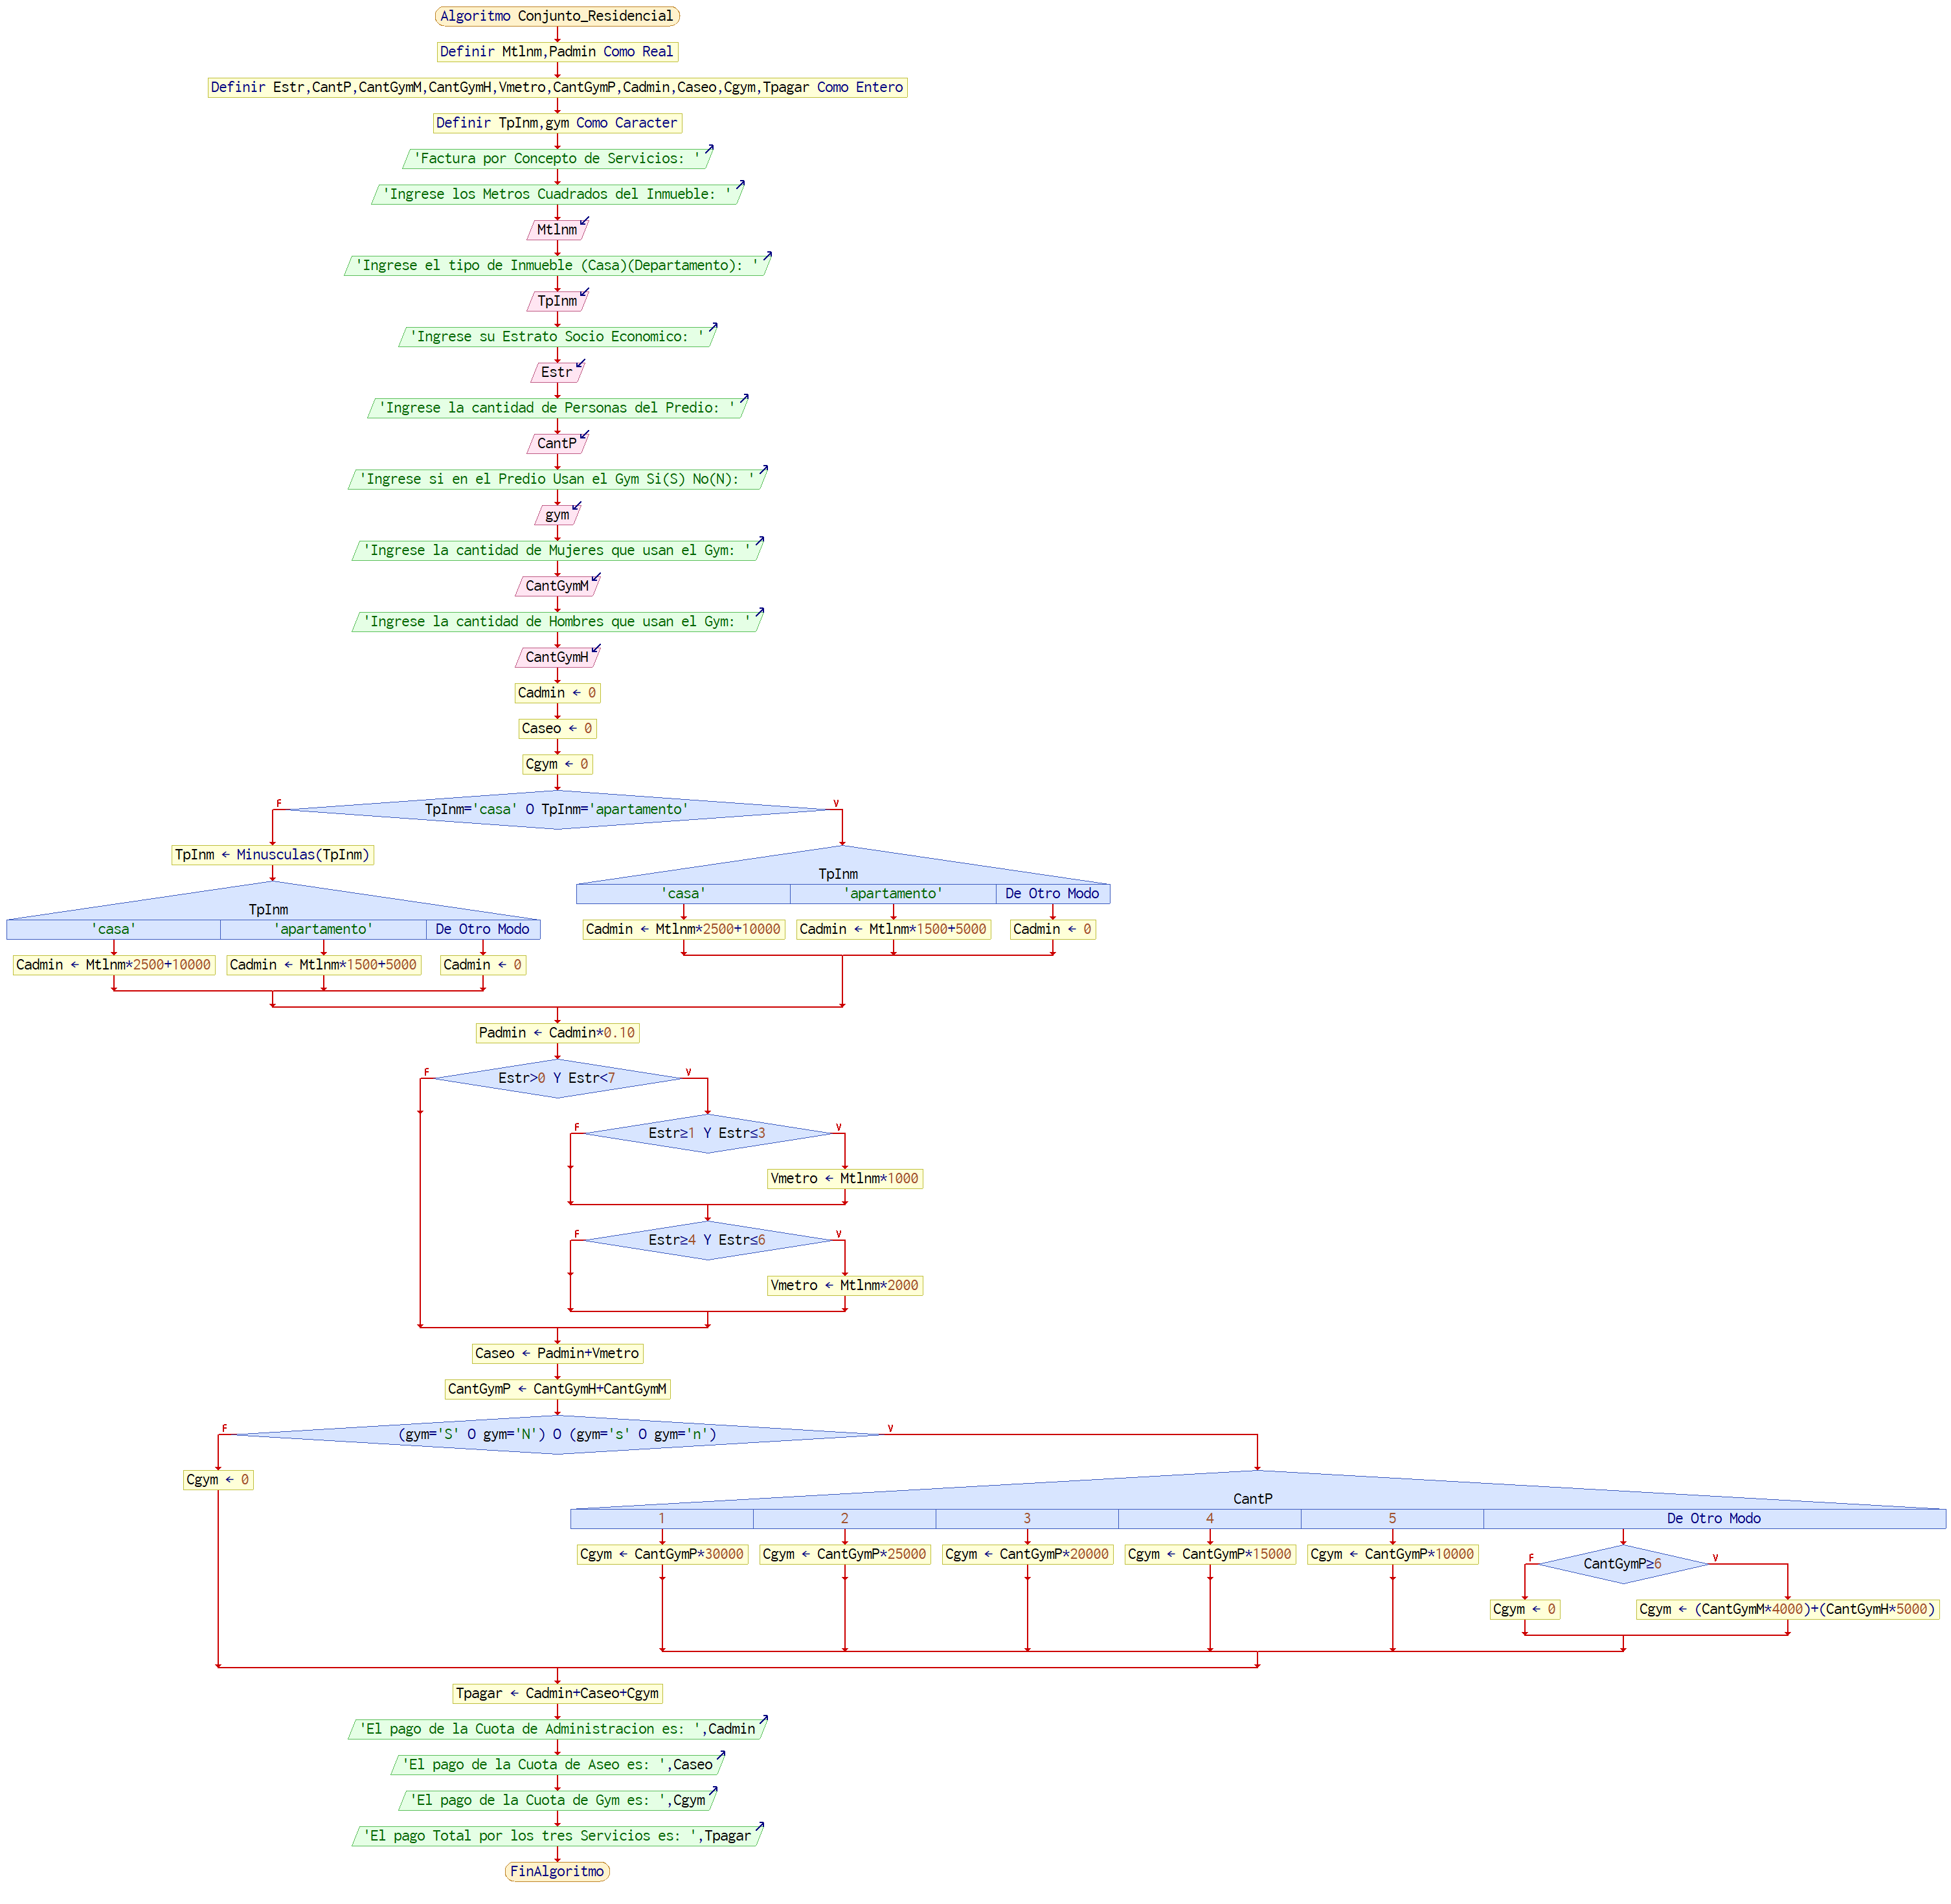 Algoritmo Conjunto_Residencial
Definir MtlnM,Padmin Como Real
Definir Estr,CantP,CantGymM,CantGymH,Vmetro,CantGymP,Cadmin,Caseo,Cgym,Tpagar Como Entero
Definir TpInm,gym Como Caracter
'Factura por Concepto de Servicios: '
'Ingrese los Metros Cuadrados del Inmueble: '
Mtlnm
'Ingrese el tipo de Inmueble (Casa)(Departamento): '
TpInm
'Ingrese su Estrato Socio Economico: '
Estr
'Ingrese la cantidad de Personas del Predio: '
CantP
'Ingrese si en el Predio Usan el Gym Si(S) No(N): '
gym
'Ingrese la cantidad de Mujeres que usan el Gym: '
CantGymM
'Ingrese la cantidad de Hombres que usan el Gym: '
CantGymH
Cadmin ← 0
Caseo ← 0
Cgym ← 0
F TpInm='casa' O TpInm='apartamento' V
TpInm ← Minusculas(TpInm)
TpInm
'casa' 'apartamento' De Otro Modo
TpInm
'casa' 'apartamento' De Otro Modo
Cadmin ← Mtlnm*2500+10000 Cadmin ← Mtlnm*1500+5000 Cadmin ← 0
Cadmin ← Mtlnm*2500+10000 Cadmin ← Mtlnm*1500+5000 Cadmin ← 0
Padmin ← Cadmin*0.10
F Estr>0 Y Estr<7 V
F Estr≥1 Y Estr≤3 V
Vmetro ← Mtlnm*1000
F Estr≥4 Y Estr≤6 V
Vmetro ← Mtlnm*2000
Caseo ← Padmin+Vmetro
CantGymP ← CantGymH+CantGymM
F (gym='S' O gym='N') O (gym='s' O gym='n') V
Cgym ← 0
CantP
1 2 3 4 5 De Otro Modo
Cgym ← CantGymP*30000 Cgym ← CantGymP*25000 Cgym ← CantGymP*20000 Cgym ← CantGymP*15000 Cgym ← CantGymP*10000
F CantGymP≥6 V
Cgym ← 0 Cgym ← (CantGymM*4000)+(CantGymH*5000)
Tpagar ← Cadmin+Caseo+Cgym
'El pago de la Cuota de Administracion es: ',Cadmin
'El pago de la Cuota de Aseo es: ',Caseo
'El pago de la Cuota de Gym es: ',Cgym
'El pago Total por los tres Servicios es: ',Tpagar
FinAlgoritmo